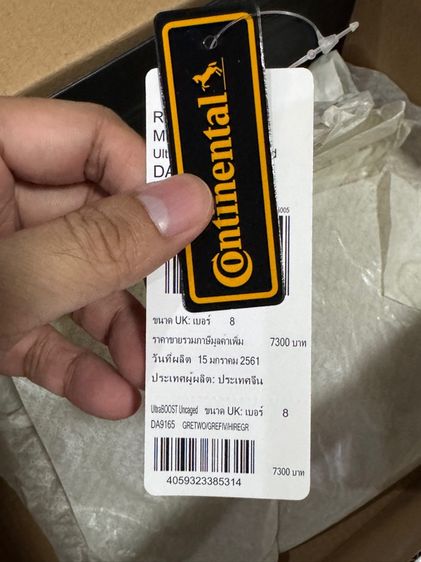 Continental
ขนาด UK: เบอร์ 8
ราคาขายรวมภาษีมูลค่าเพิ่ม 7300 บาท
วันที่ผลิต 15 มกราคม 2561
ประเทศผู้ผลิต: ประเทศจีน
UltraBOOST Uncaged ขนาด UK: เบอร์ 8
DA9165 GRETWO/GREFIV/HIREGR
7300 บาท
4059323385314